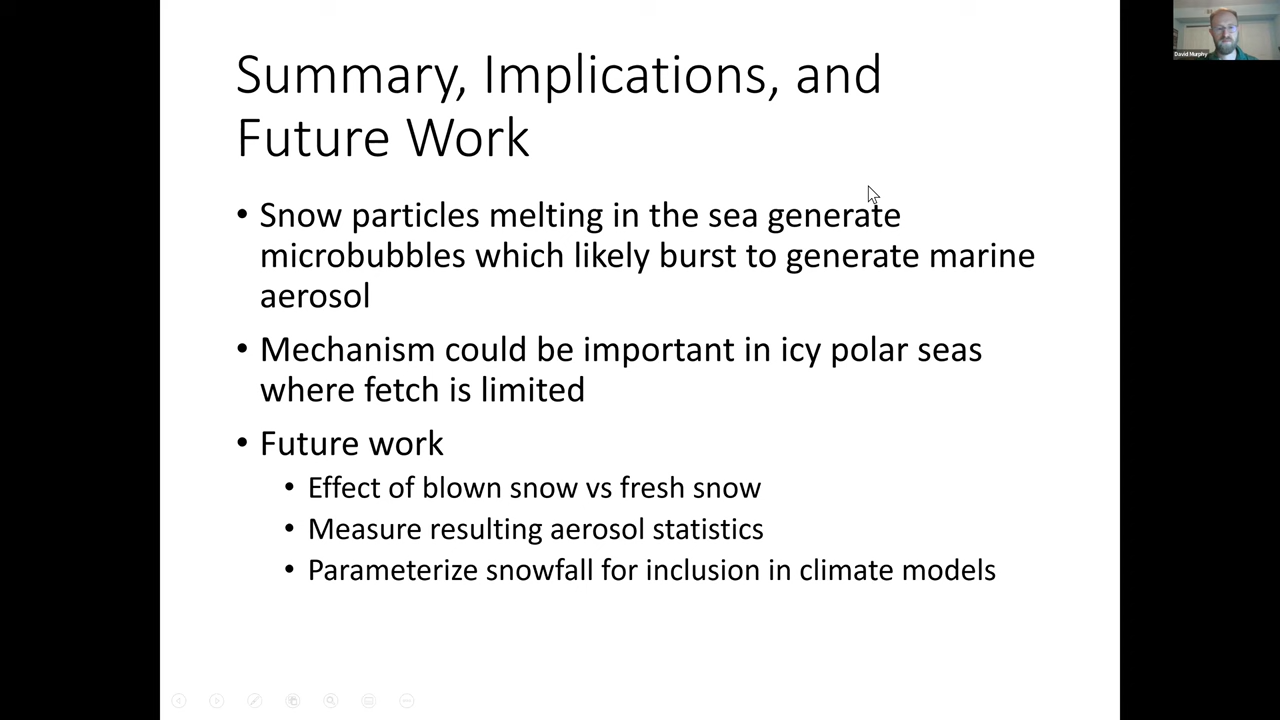 Summary, Implications, and
Future Work
• Snow particles melting in the sea generate
microbubbles which likely burst to generate marine
aerosol
• Mechanism could be important in icy polar seas
where fetch is limited
• Future work
• Effect of blown snow vs fresh snow
• Measure resulting aerosol statistics
• Parameterize snowfall for inclusion in climate models
David Murphy